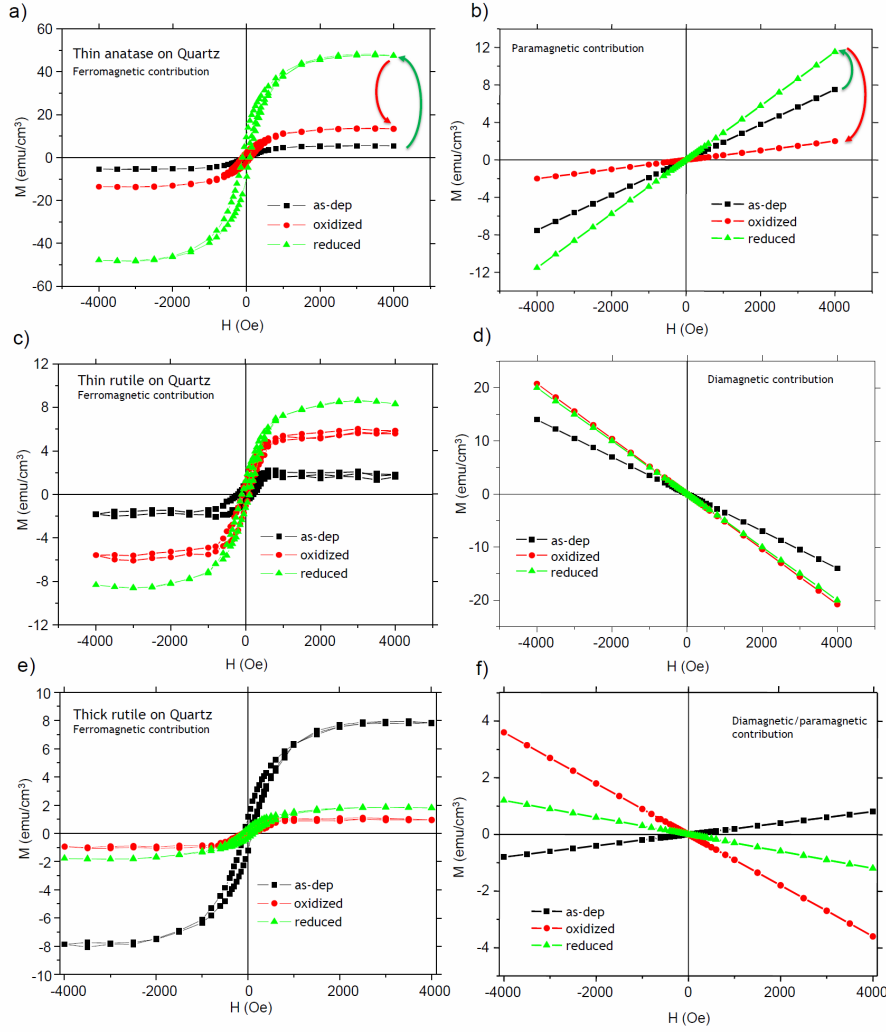 a)
Thin anatase on Quartz
Ferromagnetic contribution
60
40
20
0
-20
-40
-60
M (emu/cm³)
-4000 -2000 0 2000 4000
H (Oe)
as-dep
oxidized
reduced
b)
Paramagnetic contribution
12
8
4
0
-4
-8
-12
M (emu/cm³)
-4000 -2000 0 2000 4000
H (Oe)
as-dep
oxidized
reduced
c)
Thin rutile on Quartz
Ferromagnetic contribution
12
8
4
0
-4
-8
-12
M (emu/cm³)
-4000 -2000 0 2000 4000
H (Oe)
as-dep
oxidized
reduced
d)
Diamagnetic contribution
20
10
0
-10
-20
M (emu/cm³)
-4000 -2000 0 2000 4000
H (Oe)
as-dep
oxidized
reduced
e)
Thick rutile on Quartz
Ferromagnetic contribution
10
8
6
4
2
0
-2
-4
-6
-8
-10
M (emu/cm³)
-4000 -2000 0 2000 4000
H (Oe)
as-dep
oxidized
reduced
f)
Diamagnetic/paramagnetic
contribution
4
2
0
-2
-4
M (emu/cm³)
-4000 -2000 0 2000 4000
H (Oe)
as-dep
oxidized
reduced